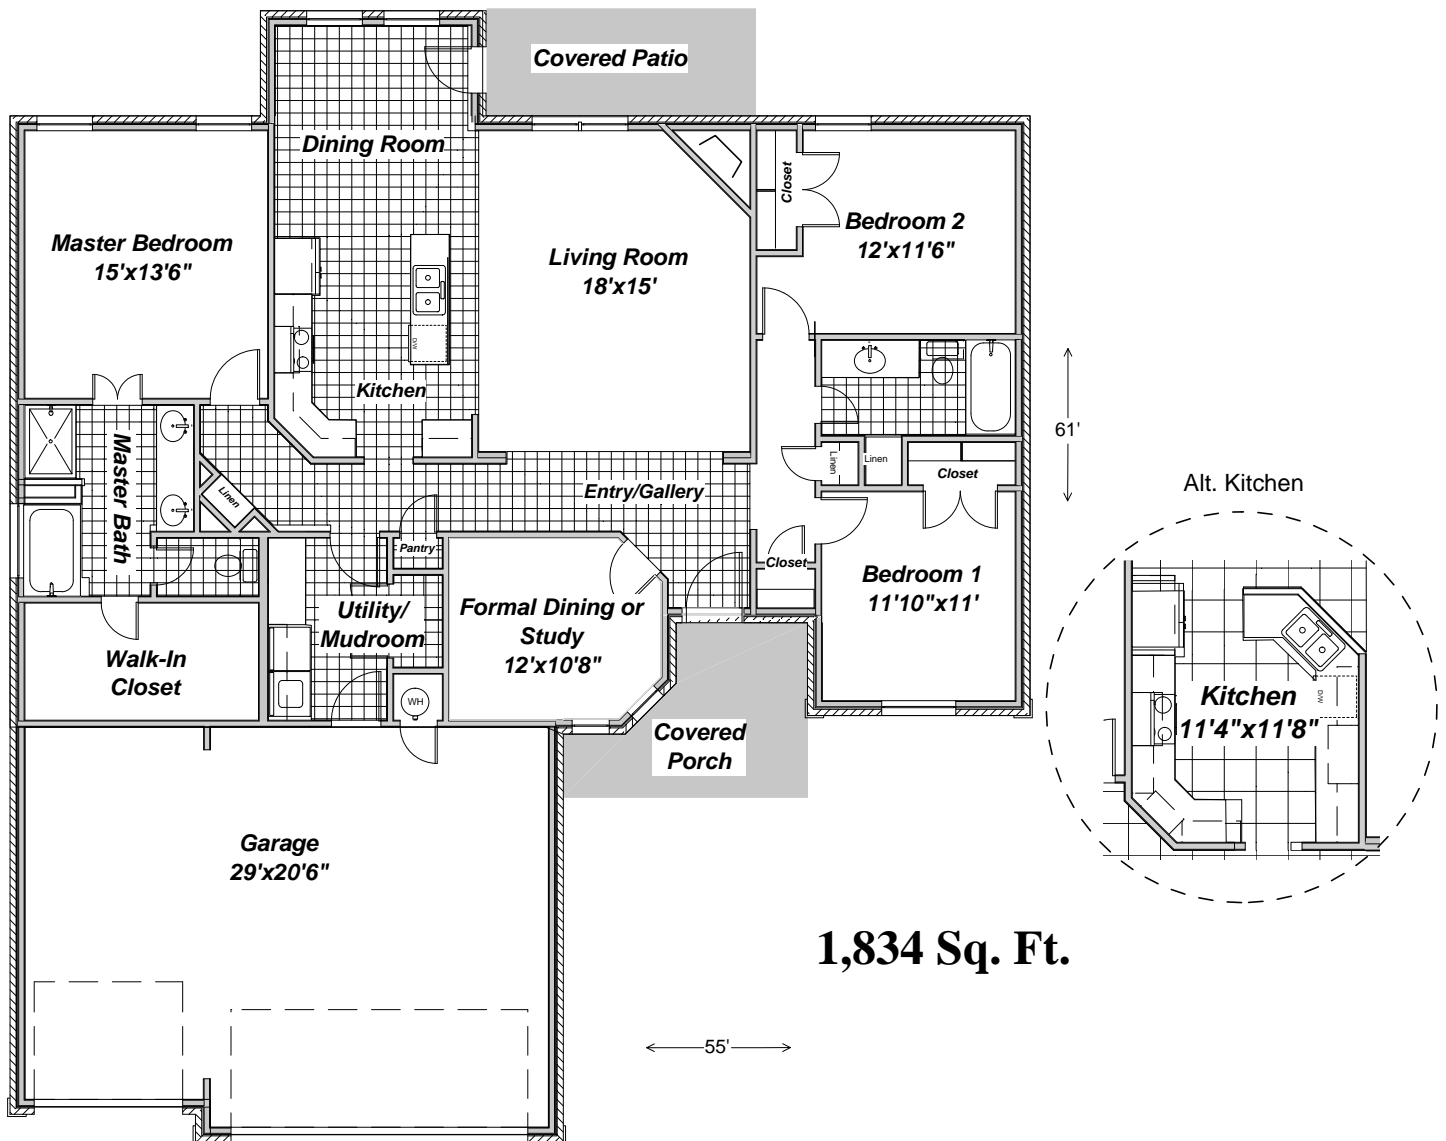 Covered Patio
Dining Room
Master Bedroom
15'x13'6"
Living Room
18'x15'
Closet
Bedroom 2
12'x11'6"
D/W
Kitchen
61'
Master Bath
Linen
Entry/Gallery
Linen
Linen
Closet
Pantry
Closet
Bedroom 1
11'10"x11'
Utility/
Mudroom
Formal Dining or
Study
12'x10'8"
Walk-In
Closet
WH
Covered
Porch
Garage
29'x20'6"
Alt. Kitchen
Kitchen
11'4"x11'8"
D/W
1,834 Sq. Ft.
55'